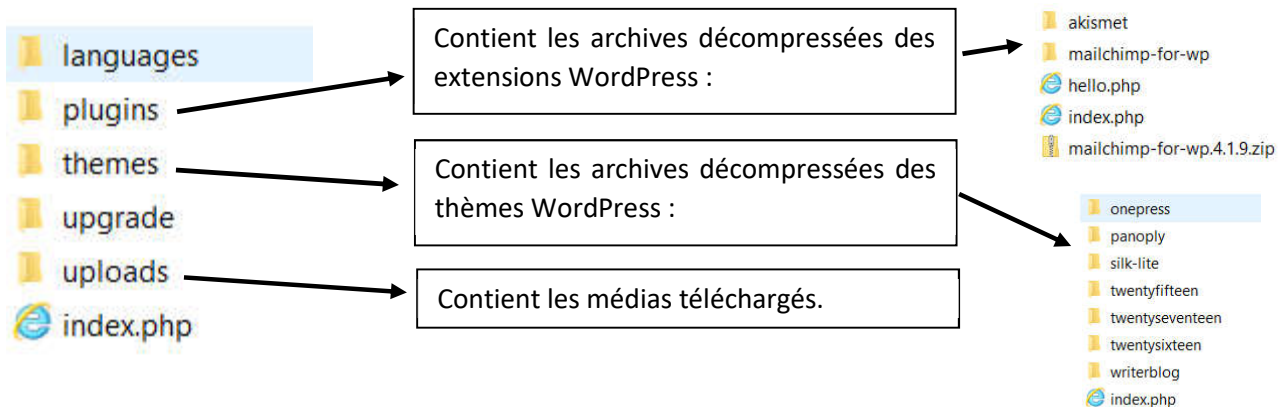 languages
plugins
themes
upgrade
uploads
index.php
Contient les archives décompressées des
extensions WordPress :
Contient les archives décompressées des
thèmes WordPress :
Contient les médias téléchargés.
akismet
mailchimp-for-wp
hello.php
index.php
mailchimp-for-wp.4.1.9.zip
onepress
panoply
silk-lite
twentyfifteen
twentyseventeen
twentysixteen
writerblog
index.php